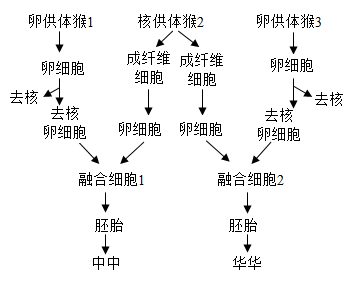 卵供体猴1 核供体猴2 卵供体猴3
卵细胞 成纤维细胞 成纤维细胞 卵细胞
去核 去核
去核卵细胞 卵细胞 卵细胞 去核卵细胞
融合细胞1 融合细胞2
胚胎 胚胎
中中 华华